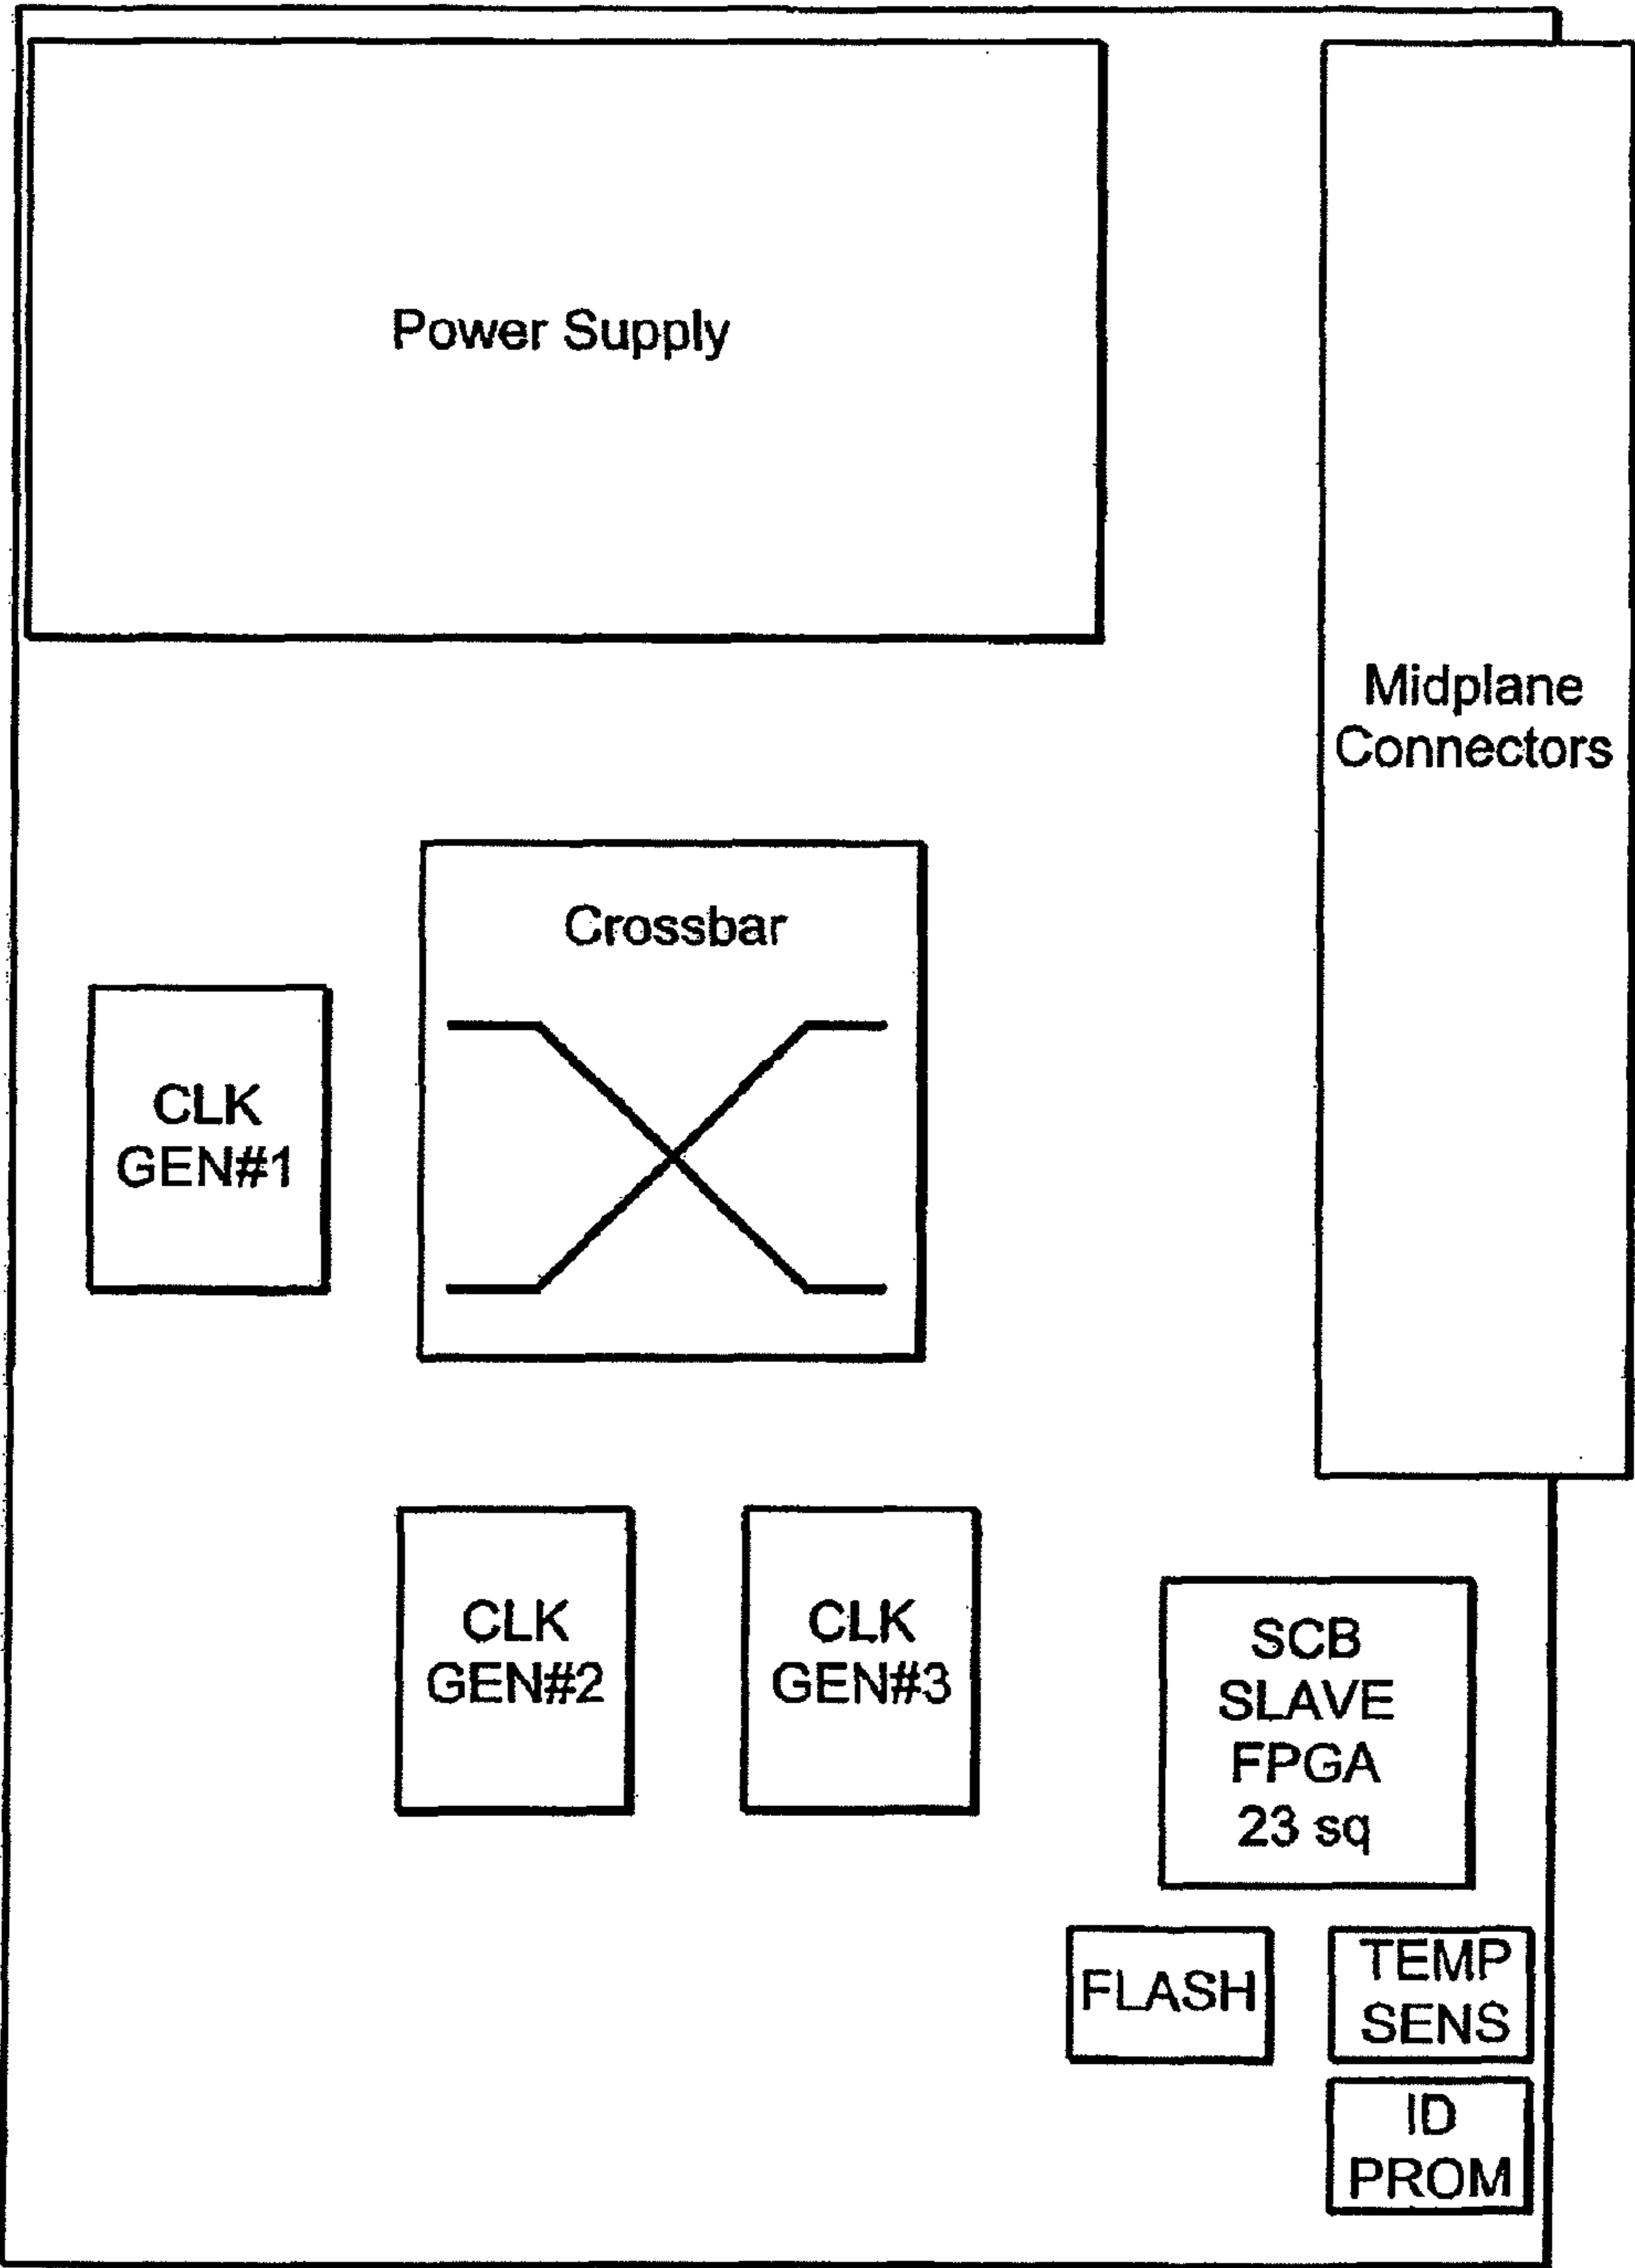 Power Supply
Midplane
Connectors
Crossbar
CLK
GEN#1
CLK
GEN#2
CLK
GEN#3
SCB
SLAVE
FPGA
23 sq
FLASH
TEMP
SENS
ID
PROM